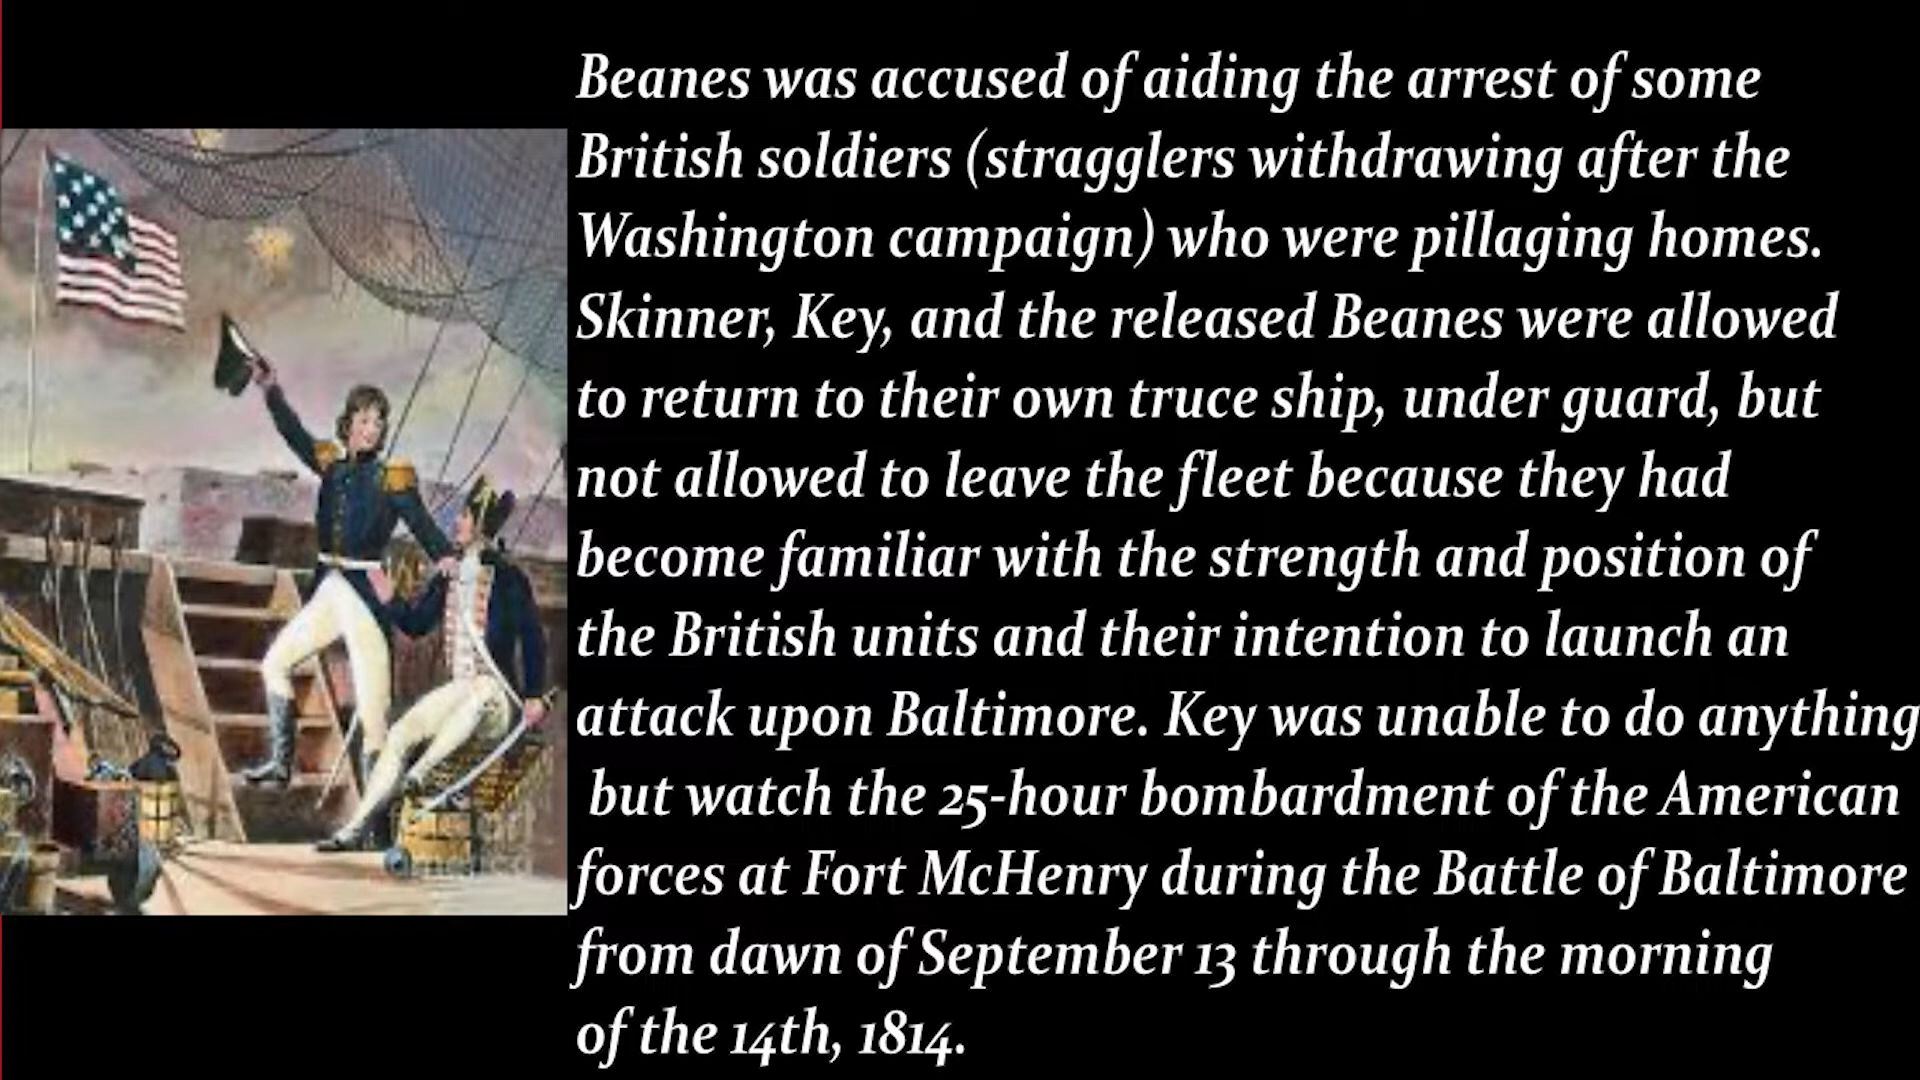 Beanes was accused of aiding the arrest of some
British soldiers (stragglers withdrawing after the
Washington campaign) who were pillaging homes.
Skinner, Key, and the released Beanes were allowed
to return to their own truce ship, under guard, but
not allowed to leave the fleet because they had
become familiar with the strength and position of
the British units and their intention to launch an
attack upon Baltimore. Key was unable to do anything
but watch the 25-hour bombardment of the American
forces at Fort McHenry during the Battle of Baltimore
from dawn of September 13 through the morning
of the 14th, 1814.